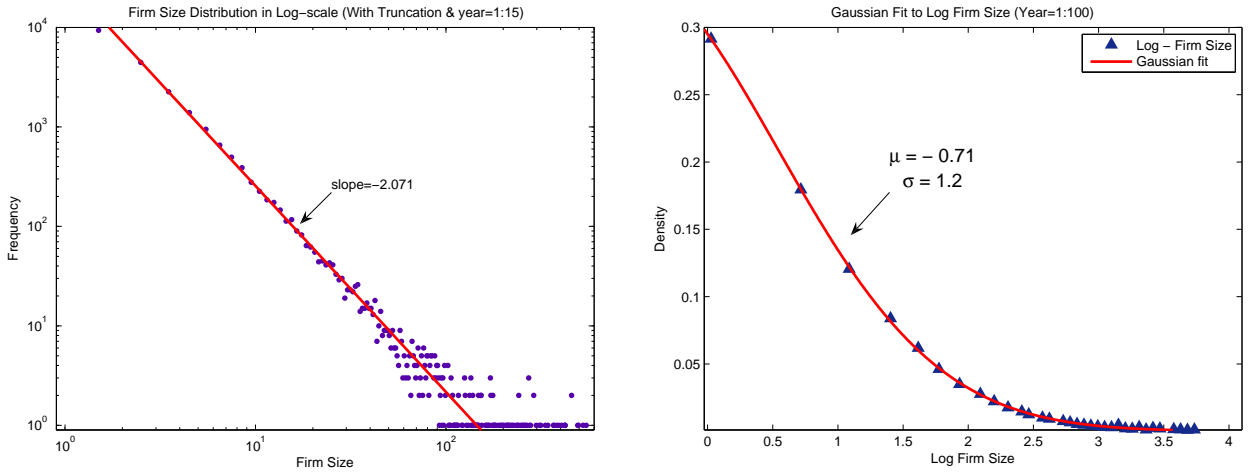 Firm Size Distribution in Log-scale (With Truncation & year=1:15)
10^4
10^3
10^2
10^1
10^0
Frequency
slope=−2.071
10^0 10^1 10^2
Firm Size
Gaussian Fit to Log Firm Size (Year=1:100)
0.3
0.25
0.2
0.15
0.1
0.05
Density
Log − Firm Size
Gaussian fit
μ = − 0.71
σ = 1.2
0 0.5 1 1.5 2 2.5 3 3.5 4
Log Firm Size